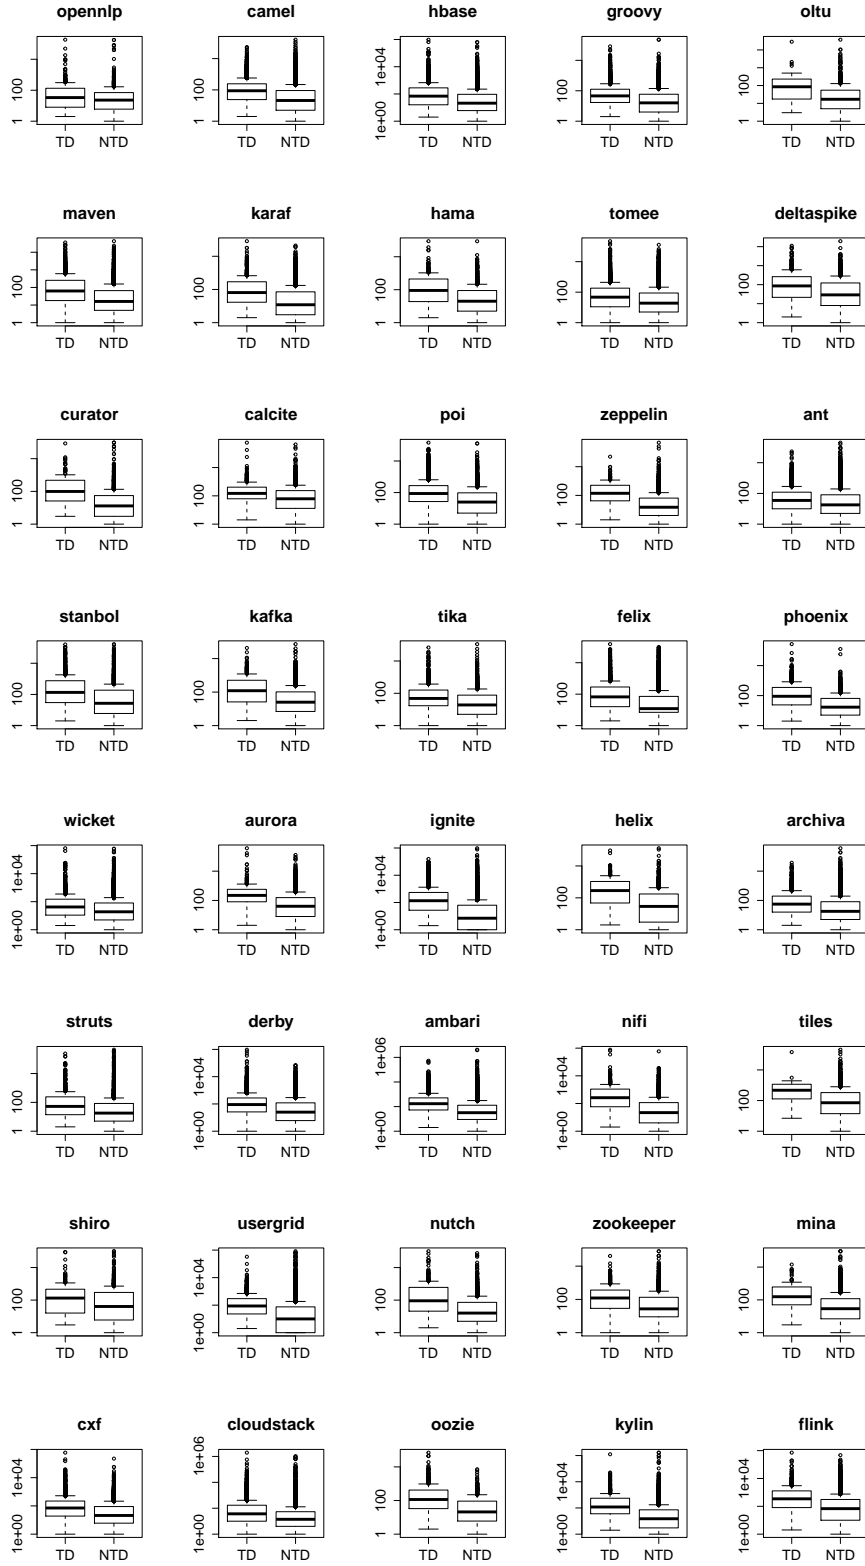 opennlp camel hbase groovy oltu
100 100 1e+04 100 100
1 1 1e+00 1 1
TD NTD TD NTD TD NTD TD NTD TD NTD
maven karaf hama tomee deltaspike
100 100 100 100 100
1 1 1 1 1
TD NTD TD NTD TD NTD TD NTD TD NTD
curator calcite poi zeppelin ant
100 100 100 100 100
1 1 1 1 1
TD NTD TD NTD TD NTD TD NTD TD NTD
stanbol kafka tika felix phoenix
100 100 100 100 100
1 1 1 1 1
TD NTD TD NTD TD NTD TD NTD TD NTD
wicket aurora ignite helix archiva
1e+04 100 1e+04 100 100
1e+00 1 1e+00 1 1
TD NTD TD NTD TD NTD TD NTD TD NTD
struts derby ambari nifi tiles
100 1e+04 1e+06 1e+04 100
1 1e+00 1e+00 1e+00 1
TD NTD TD NTD TD NTD TD NTD TD NTD
shiro usergrid nutch zookeeper mina
100 1e+04 100 100 100
1 1e+00 1 1 1
TD NTD TD NTD TD NTD TD NTD TD NTD
cxf cloudstack oozie kylin flink
1e+04 1e+06 100 1e+04 1e+04
1e+00 1e+00 1 1e+00 1e+00
TD NTD TD NTD TD NTD TD NTD TD NTD